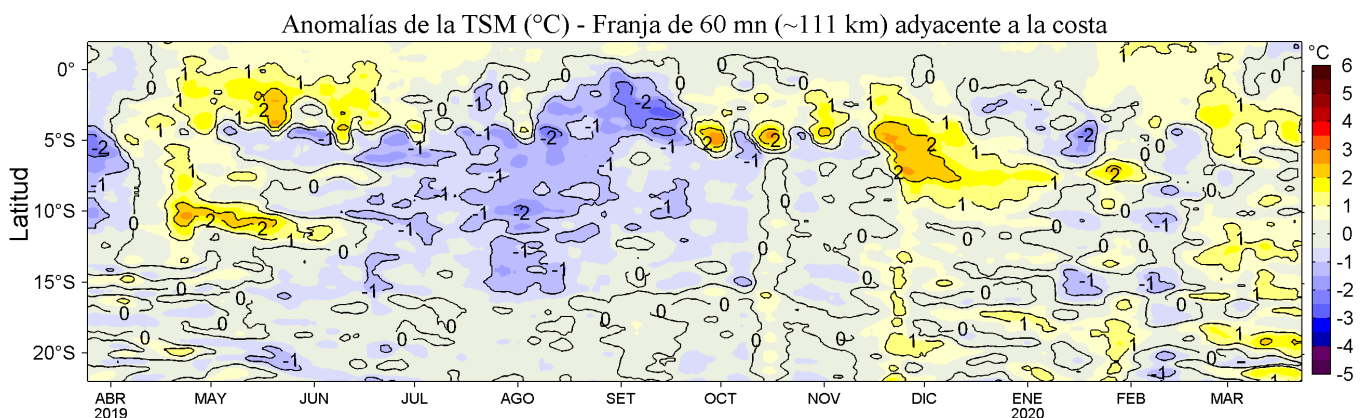 Anomalías de la TSM (°C) - Franja de 60 mn (~111 km) adyacente a la costa
°C
6
5
4
3
2
1
0
-1
-2
-3
-4
-5
Latitud
0°
5°S
10°S
15°S
20°S
ABR MAY JUN JUL AGO SET OCT NOV DIC ENE FEB MAR
2019 2020